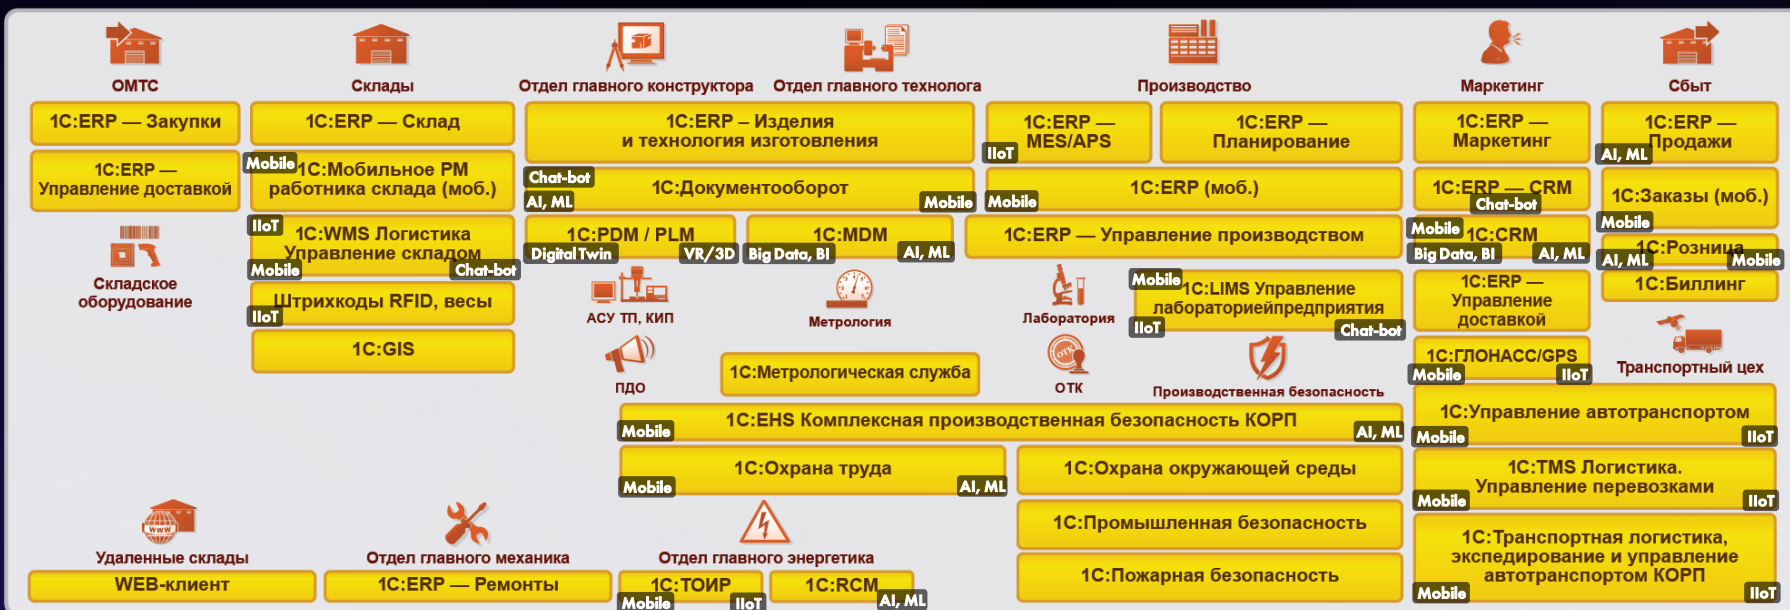 ОМТС
1С:ERP — Закупки
1С:ERP —
Управление доставкой
Складское
оборудование
Склады
1С:ERP — Склад
Mobile
1С:Мобильное РМ
работника склада (моб.)
IIoT
1С:WMS Логистика
Управление складом
Mobile
Chat-bot
Штрихкоды RFID, весы
IIoT
1С:GIS
Отдел главного конструктора
Отдел главного технолога
1С:ERP – Изделия
и технология изготовления
Chat-bot
1С:Документооборот
AI, ML
Mobile
1С:PDM / PLM
Digital Twin
VR/3D
1С:MDM
Big Data, BI
AI, ML
Производство
1С:ERP —
MES/APS
IIoT
1С:ERP —
Планирование
1С:ERP (моб.)
Mobile
1С:ERP — Управление производством
АСУ ТП, КИП
Метрология
Лаборатория
Mobile
1С:LIMS Управление
лабораториейпредприятия
IIoT
Chat-bot
ПДО
1С:Метрологическая служба
ОТК
ОТК
Производственная безопасность
1С:EHS Комплексная производственная безопасность КОРП
Mobile
AI, ML
1С:Охрана труда
Mobile
AI, ML
1С:Охрана окружающей среды
1С:Промышленная безопасность
1С:Пожарная безопасность
Маркетинг
1С:ERP —
Маркетинг
1С:ERP — CRM
Chat-bot
Mobile
1С:CRM
Big Data, BI
AI, ML
1С:ERP —
Управление
доставкой
1С:ГЛОНАСС/GPS
Mobile
IIoT
Сбыт
1С:ERP —
Продажи
AI, ML
1С:Заказы (моб.)
Mobile
1С:Розница
AI, ML
Mobile
1С:Биллинг
Транспортный цех
1С:Управление автотранспортом
Mobile
IIoT
1С:TMS Логистика.
Управление перевозками
Mobile
IIoT
1С:Транспортная логистика,
экспедирование и управление
автотранспортом КОРП
Mobile
IIoT
www
Удаленные склады
WEB-клиент
Отдел главного механика
1С:ERP — Ремонты
Отдел главного энергетика
1С:ТОИР
Mobile
IIoT
1С:RCM
AI, ML